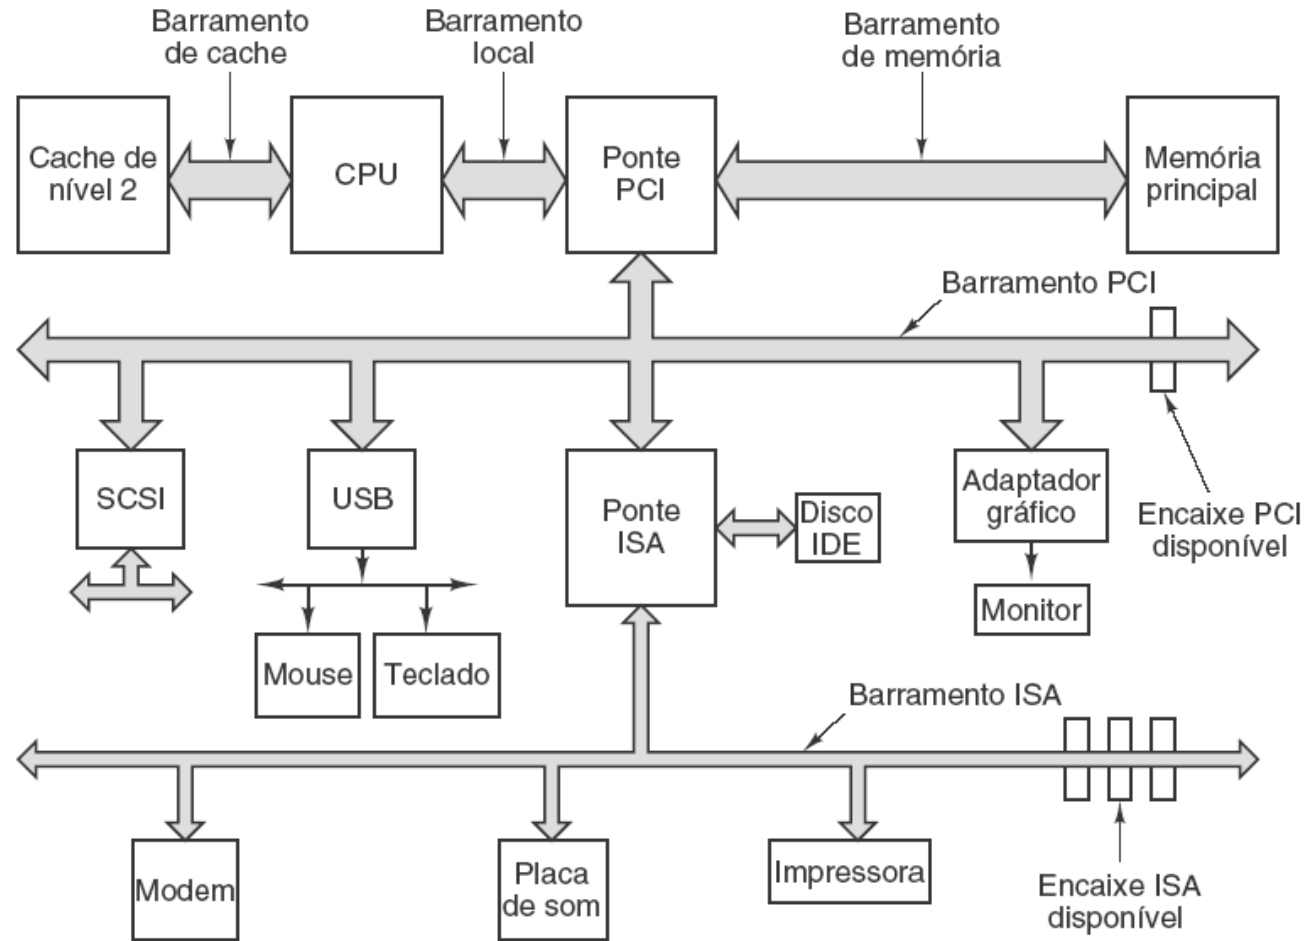 Barramento
de cache
Barramento
local
Barramento
de memória
Cache de
nível 2
CPU
Ponte
PCI
Memória
principal
Barramento PCI
SCSI
USB
Ponte
ISA
Disco
IDE
Adaptador
gráfico
Encaixe PCI
disponível
Monitor
Mouse
Teclado
Barramento ISA
Modem
Placa
de som
Impressora
Encaixe ISA
disponível